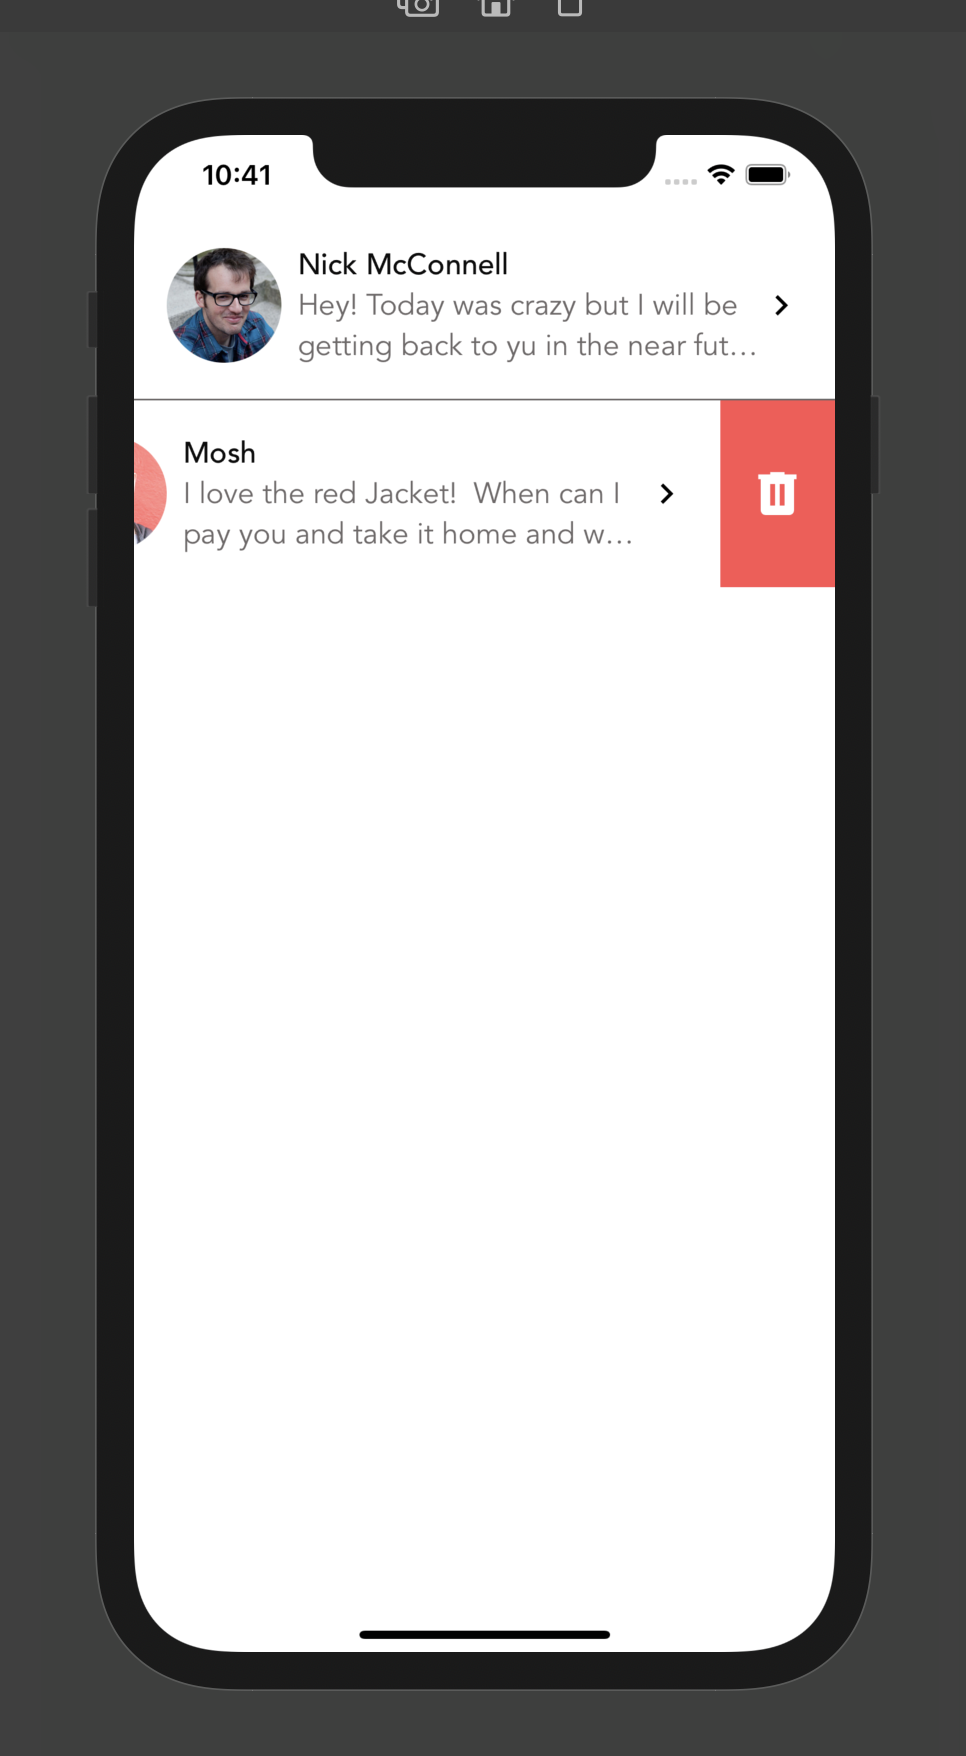 10:41
Nick McConnell
Hey! Today was crazy but I will be
getting back to yu in the near fut...
Mosh
I love the red Jacket!  When can I
pay you and take it home and w...